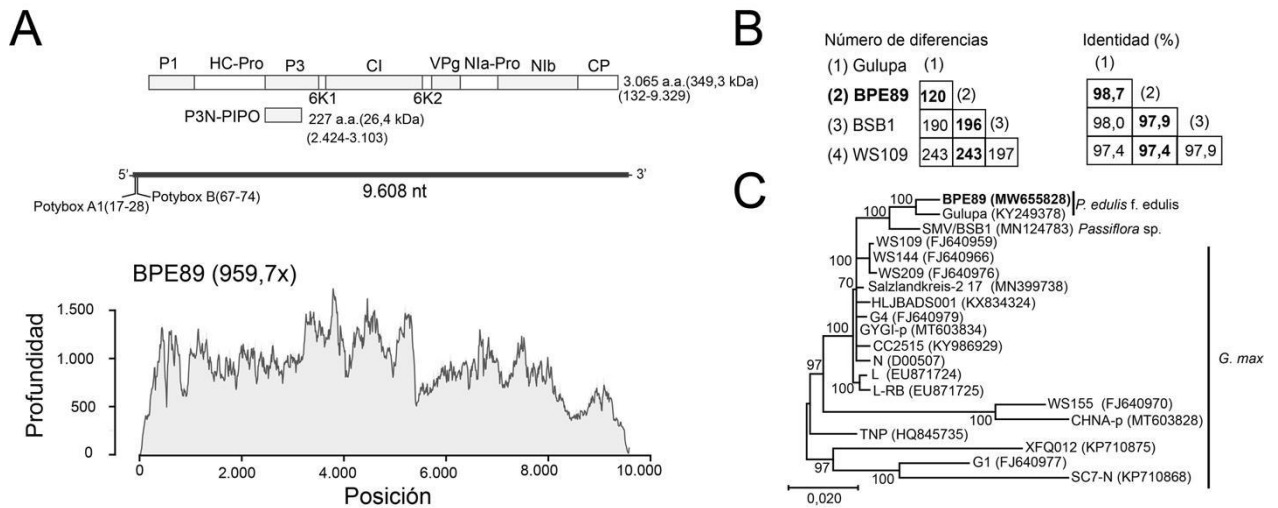 A
P1 HC-Pro P3 CI VPg NIa-Pro NIb CP
6K1 6K2
3.065 a.a.(349,3 kDa)
(132-9.329)
P3N-PIPO
227 a.a.(26,4 kDa)
(2.424-3.103)
5' 3'
9.608 nt
Potybox A1(17-28)
Potybox B(67-74)
BPE89 (959,7x)
Profundidad
1.500
1.000
500
0
0 2.000 4.000 6.000 8.000 10.000
Posición
B
Número de diferencias
(1) Gulupa (1)
(2) BPE89 120 (2)
(3) BSB1 190 196 (3)
(4) WS109 243 243 197
Identidad (%)
(1)
98,7 (2)
98,0 97,9 (3)
97,4 97,4 97,9
C
100 BPE89 (MW655828)
Gulupa (KY249378)
P. edulis f. edulis
100
SMV/BSB1 (MN124783) Passiflora sp.
WS109 (FJ640959)
100 WS144 (FJ640966)
WS209 (FJ640976)
70 Salzlandkreis-2 17 (MN399738)
HLJBADS001 (KX834324)
G4 (FJ640979)
100 GYGI-p (MT603834)
CC2515 (KY986929)
N (D00507)
97 L (EU871724)
100 L-RB (EU871725)
G. max
WS155 (FJ640970)
100 CHNA-p (MT603828)
TNP (HQ845735)
XFQ012 (KP710875)
97 G1 (FJ640977)
100 SC7-N (KP710868)
0,020